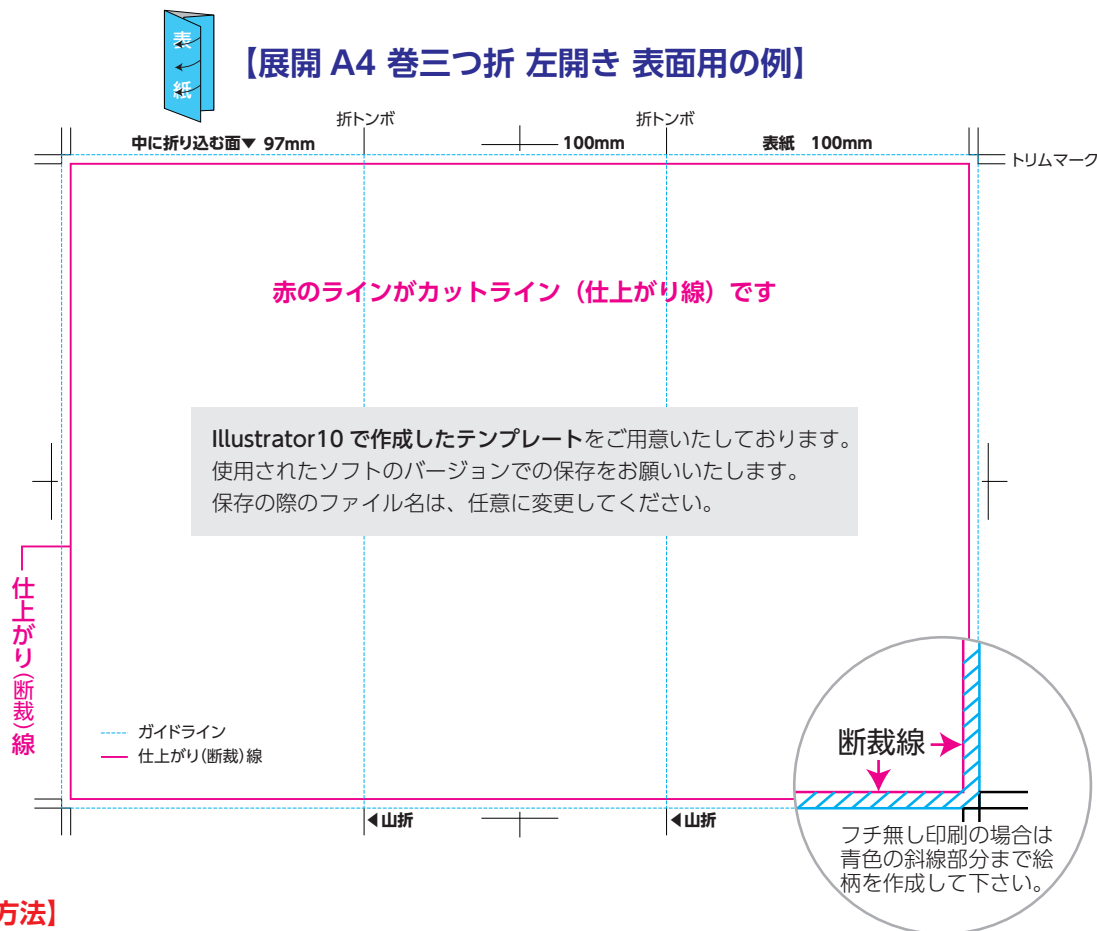 表紙
【展開 A4 巻三つ折 左開き 表面用の例】
折トンボ
折トンボ
中に折り込む面▼ 97mm
100mm
表紙 100mm
トリムマーク
赤のラインがカットライン（仕上がり線）です
Illustrator10 で作成したテンプレートをご用意いたしております。
使用されたソフトのバージョンでの保存をお願いいたします。
保存の際のファイル名は、任意に変更してください。
仕上がり(断裁)線
ガイドライン
仕上がり(断裁)線
断裁線
◀山折
◀山折
フチ無し印刷の場合は
青色の斜線部分まで絵
柄を作成して下さい。
方法】